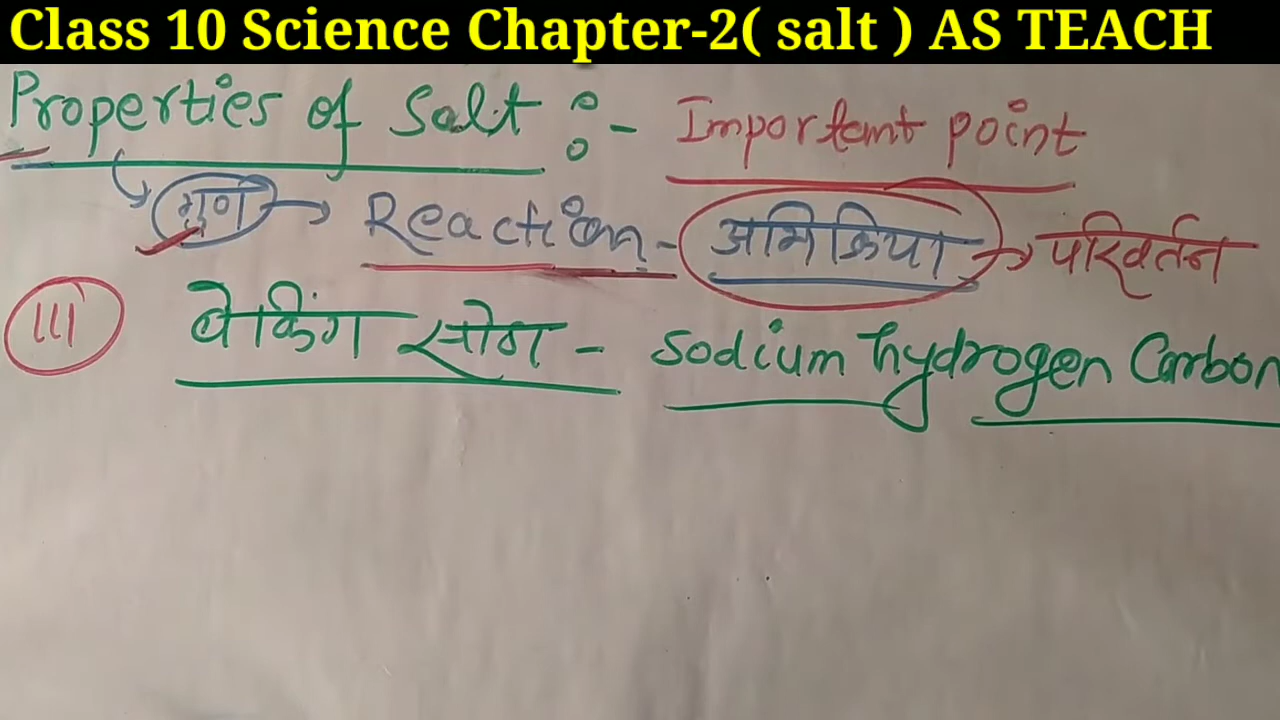 Class 10 Science Chapter-2( salt ) AS TEACH
Properties of Salt :- Important point
गुण → Reaction - अभिक्रिया → परिवर्तन
III बेकिंग सोडा - Sodium hydrogen Carbon